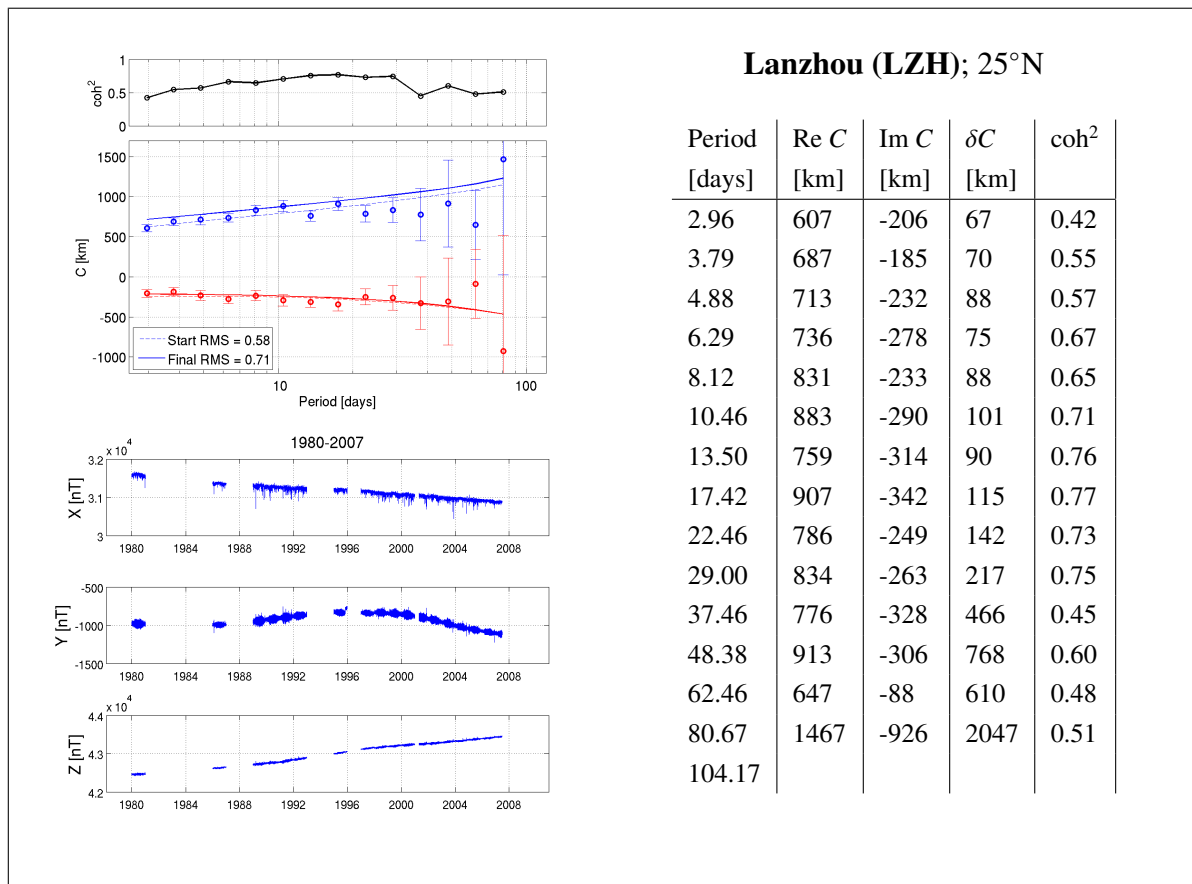 Lanzhou (LZH); 25°N
1
0.5
0
coh²
1500
1000
500
0
-500
-1000
C [km]
Start RMS = 0.58
Final RMS = 0.71
10 100
Period [days]
1980-2007
x 10⁴
3.2
3.1
3
X [nT]
1980 1984 1988 1992 1996 2000 2004 2008
-500
-1000
-1500
Y [nT]
1980 1984 1988 1992 1996 2000 2004 2008
x 10⁴
4.4
4.3
4.2
Z [nT]
1980 1984 1988 1992 1996 2000 2004 2008
Period Re C Im C δC coh²
[days] [km] [km] [km]
2.96 607 -206 67 0.42
3.79 687 -185 70 0.55
4.88 713 -232 88 0.57
6.29 736 -278 75 0.67
8.12 831 -233 88 0.65
10.46 883 -290 101 0.71
13.50 759 -314 90 0.76
17.42 907 -342 115 0.77
22.46 786 -249 142 0.73
29.00 834 -263 217 0.75
37.46 776 -328 466 0.45
48.38 913 -306 768 0.60
62.46 647 -88 610 0.48
80.67 1467 -926 2047 0.51
104.17